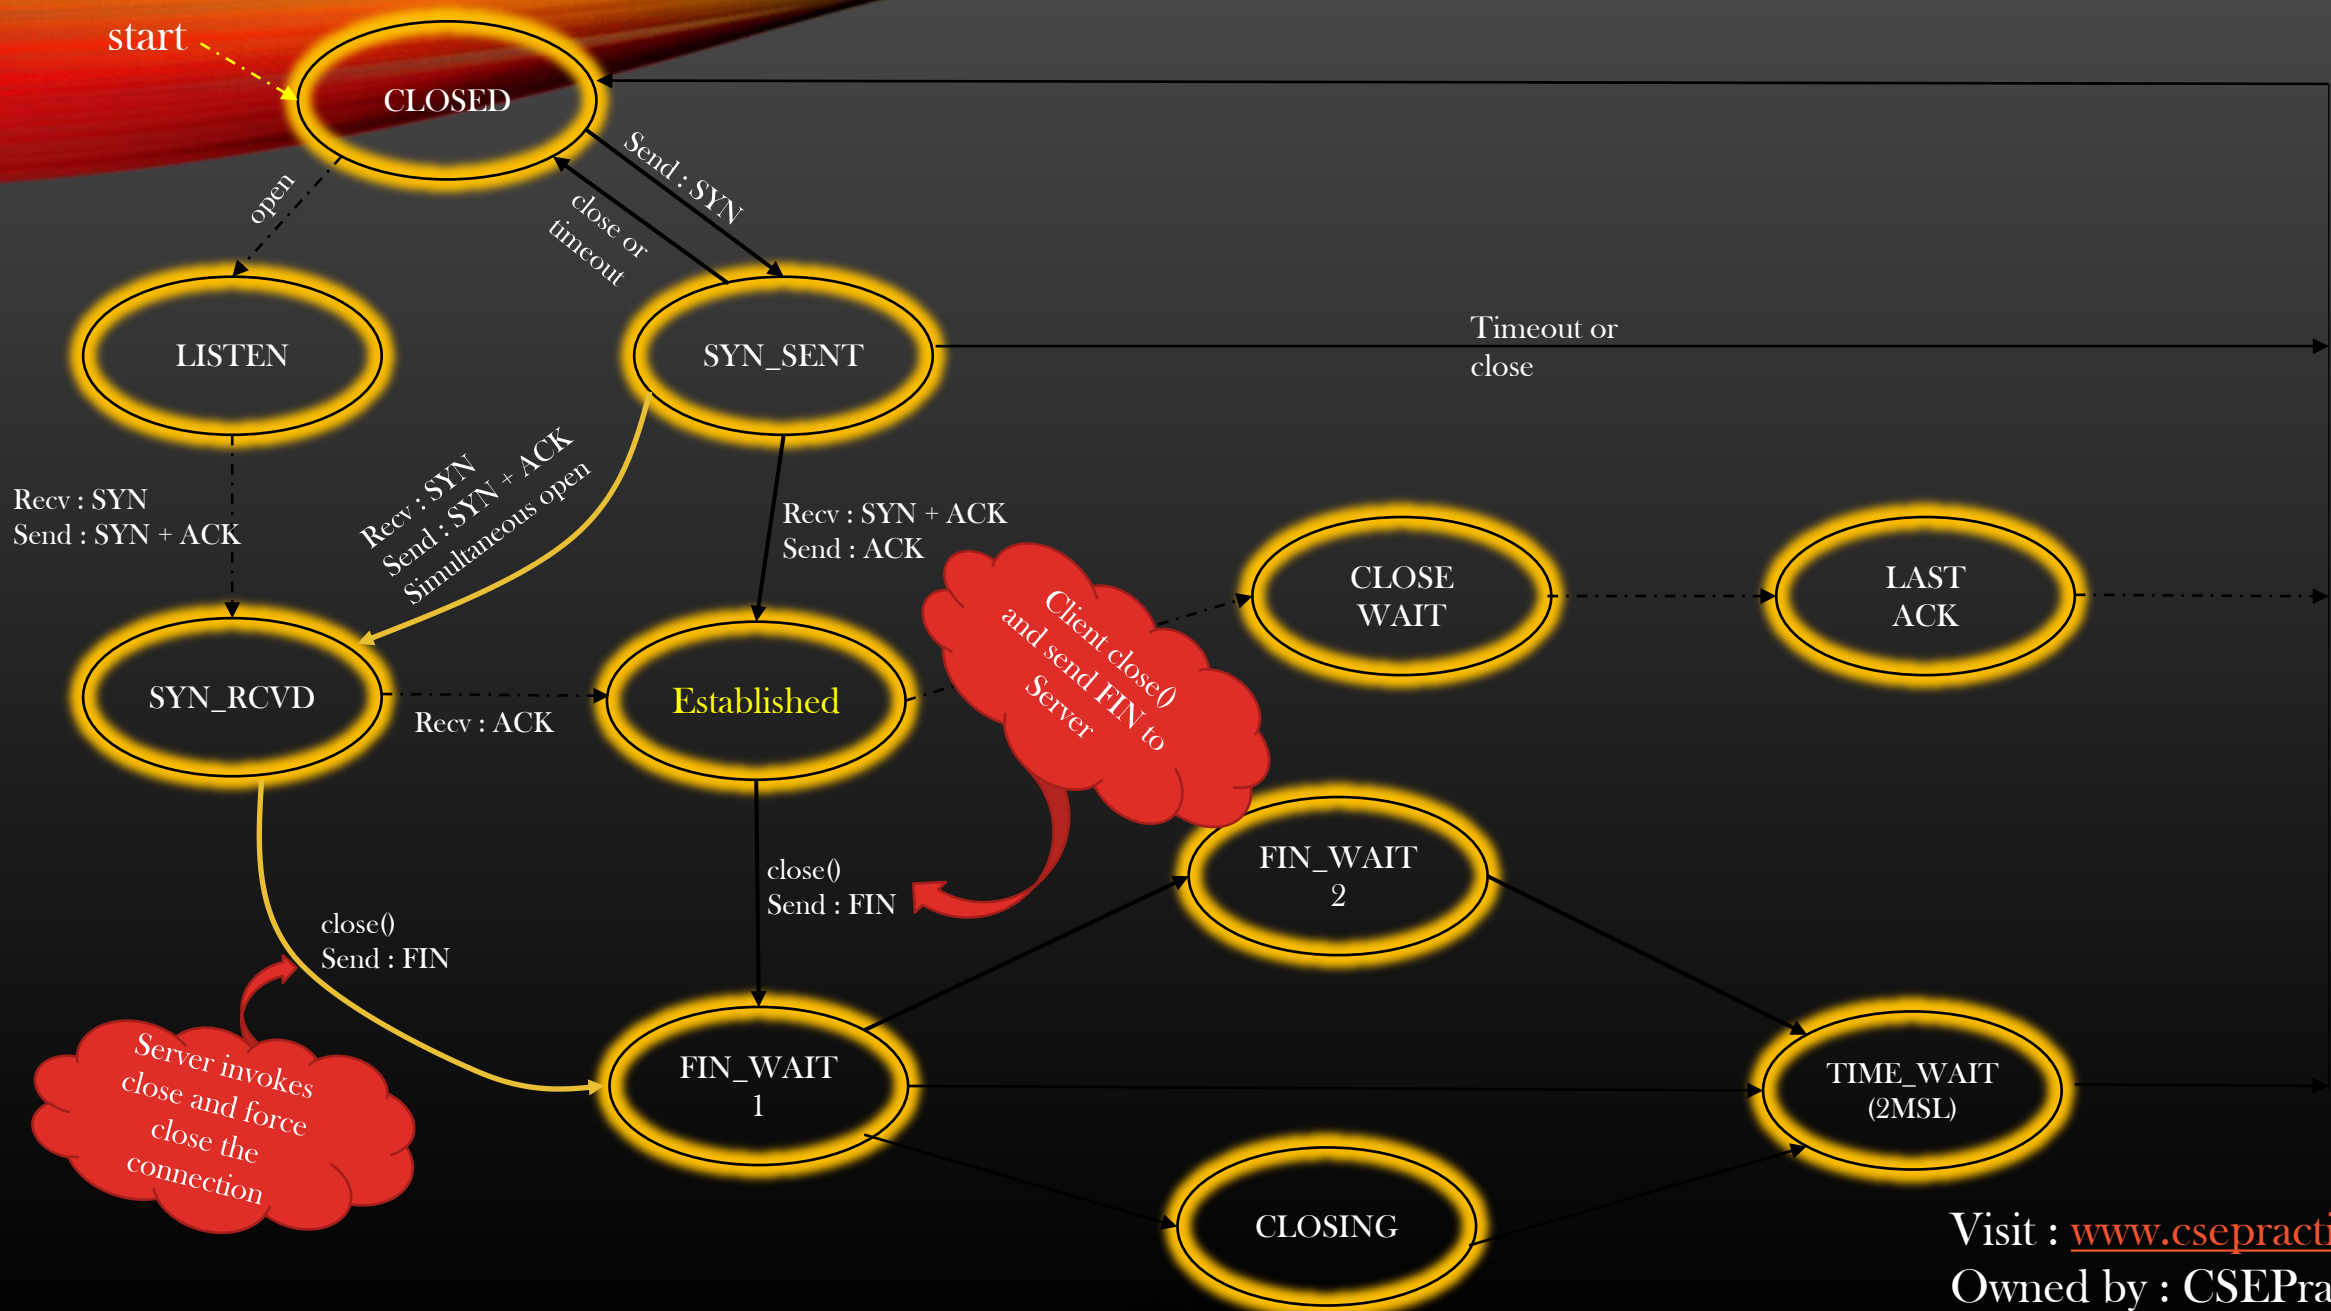 start
CLOSED
Send : SYN
open
close or
timeout
LISTEN
SYN_SENT
Timeout or
close
Recv : SYN
Send : SYN + ACK
Recv : SYN
Send : SYN + ACK
Simultaneous open
Recv : SYN + ACK
Send : ACK
CLOSE
WAIT
LAST
ACK
Client close()
and send FIN to
Server
SYN_RCVD
Recv : ACK
Established
close()
Send : FIN
FIN_WAIT
2
close()
Send : FIN
Server invokes
close and force
close the
connection
FIN_WAIT
1
TIME_WAIT
(2MSL)
CLOSING
Visit : www.csepracti
Owned by : CSEPra